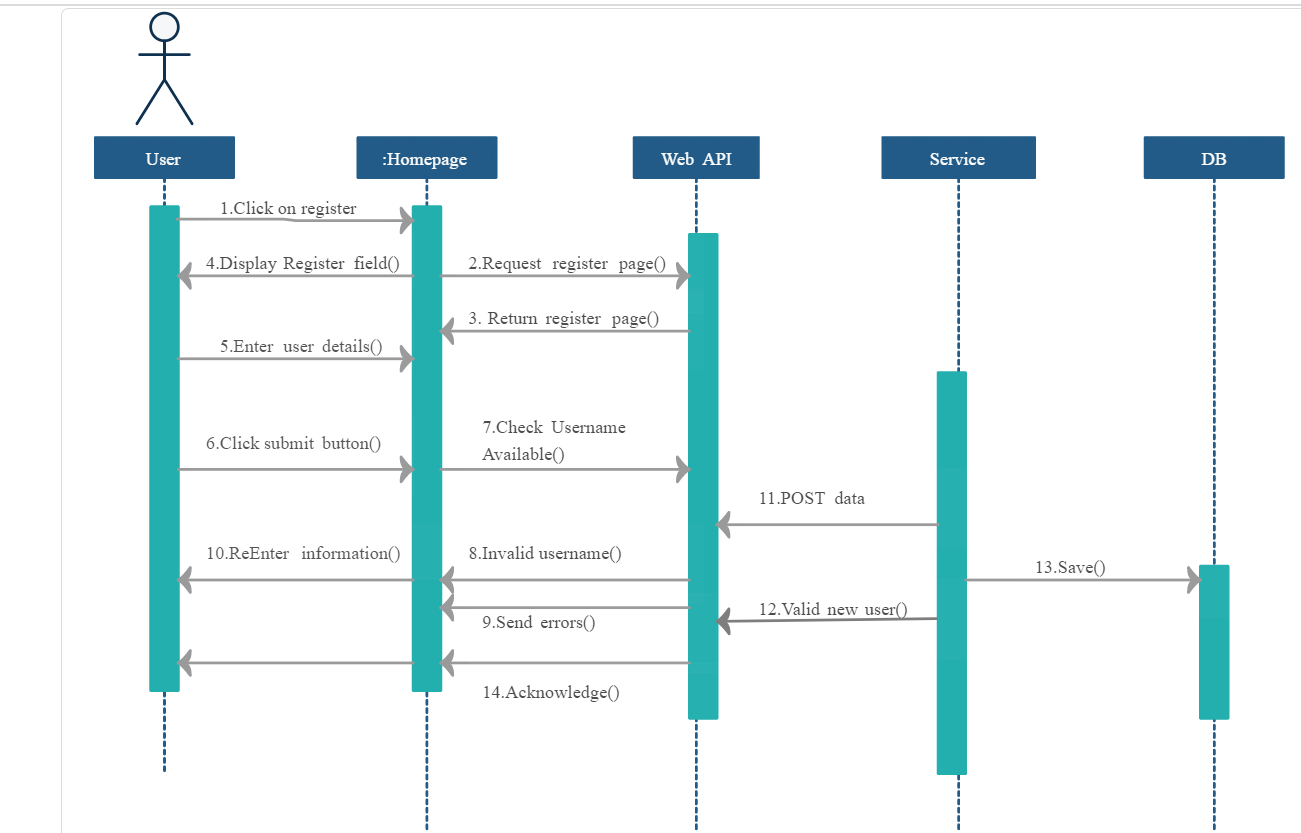 User
:Homepage
Web API
Service
DB
1.Click on register
4.Display Register field()
2.Request register page()
3. Return register page()
5.Enter user details()
6.Click submit button()
7.Check Username
Available()
11.POST data
10.ReEnter information()
8.Invalid username()
13.Save()
12.Valid new user()
9.Send errors()
14.Acknowledge()